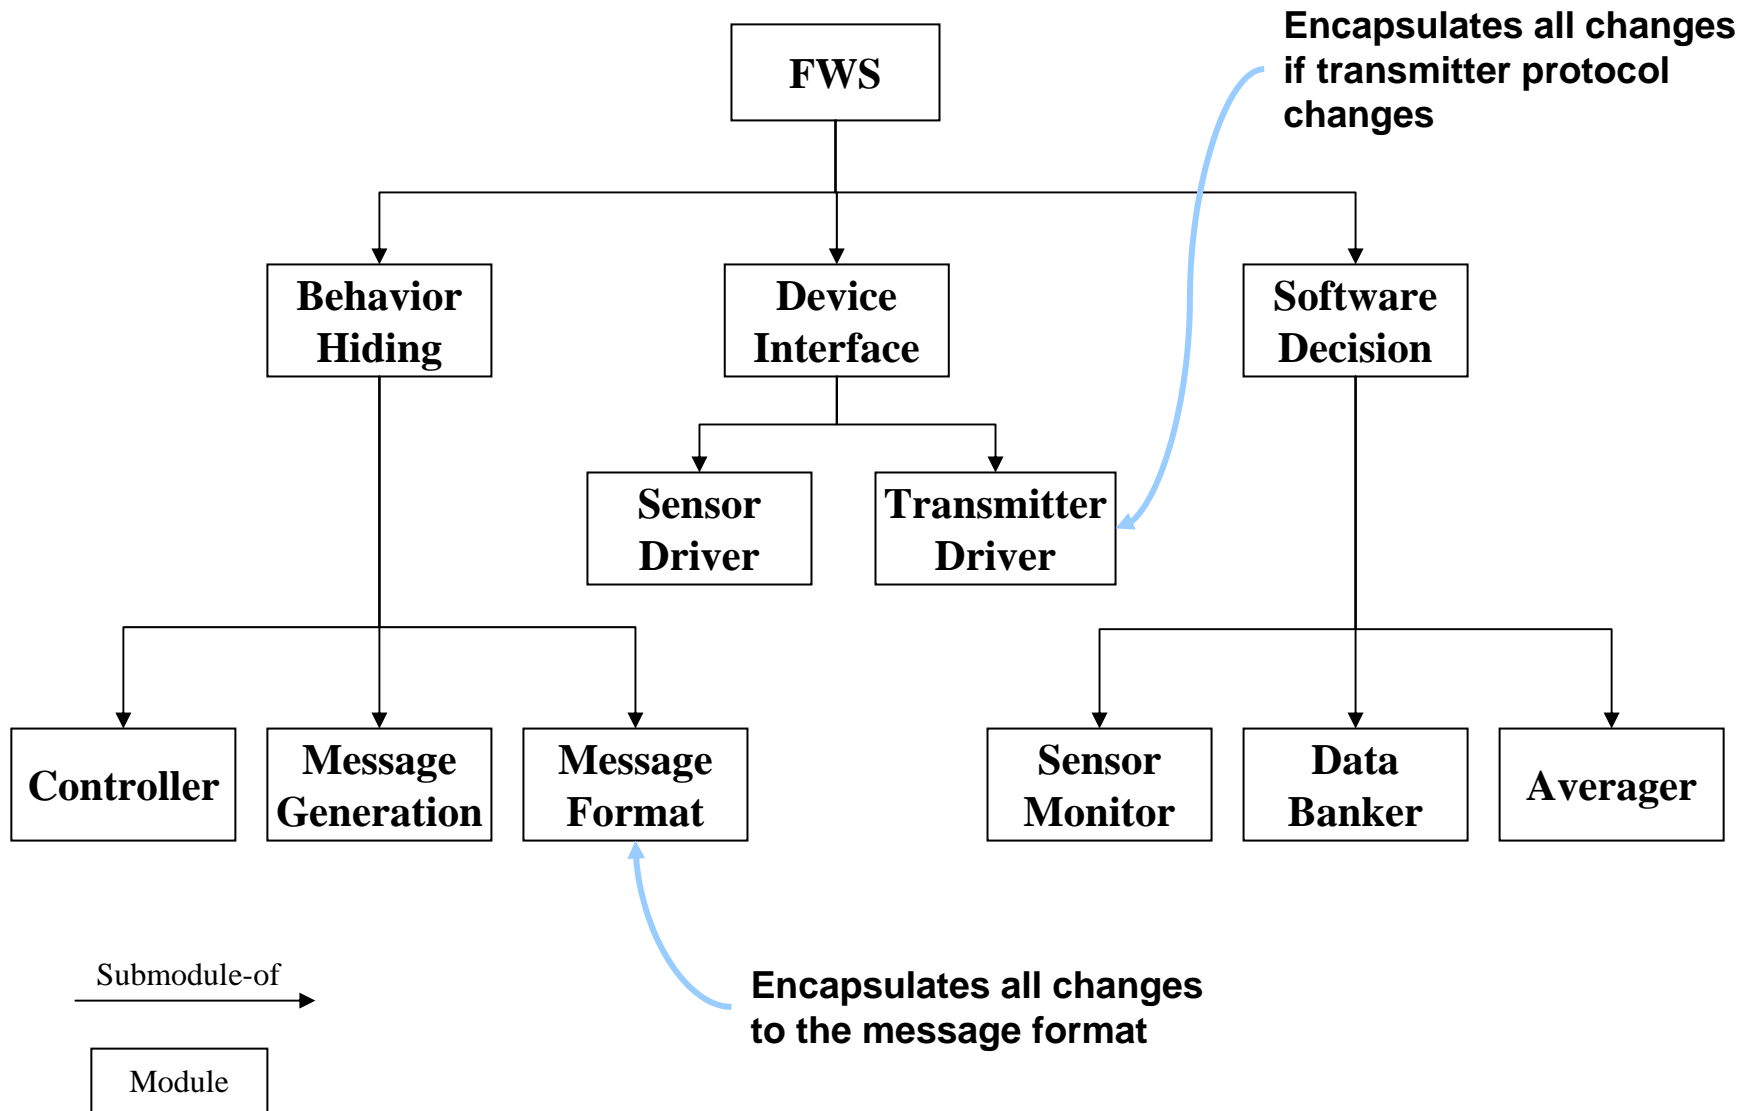 FWS
Encapsulates all changes
if transmitter protocol
changes
Behavior
Hiding
Device
Interface
Software
Decision
Sensor
Driver
Transmitter
Driver
Controller
Message
Generation
Message
Format
Sensor
Monitor
Data
Banker
Averager
Submodule-of
Module
Encapsulates all changes
to the message format